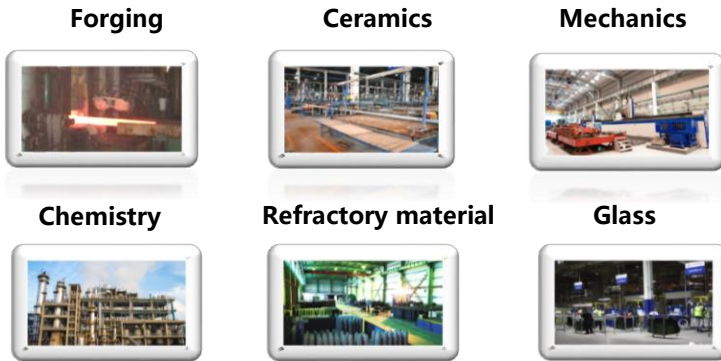 Forging
Ceramics
Mechanics
Chemistry
Refractory material
Glass